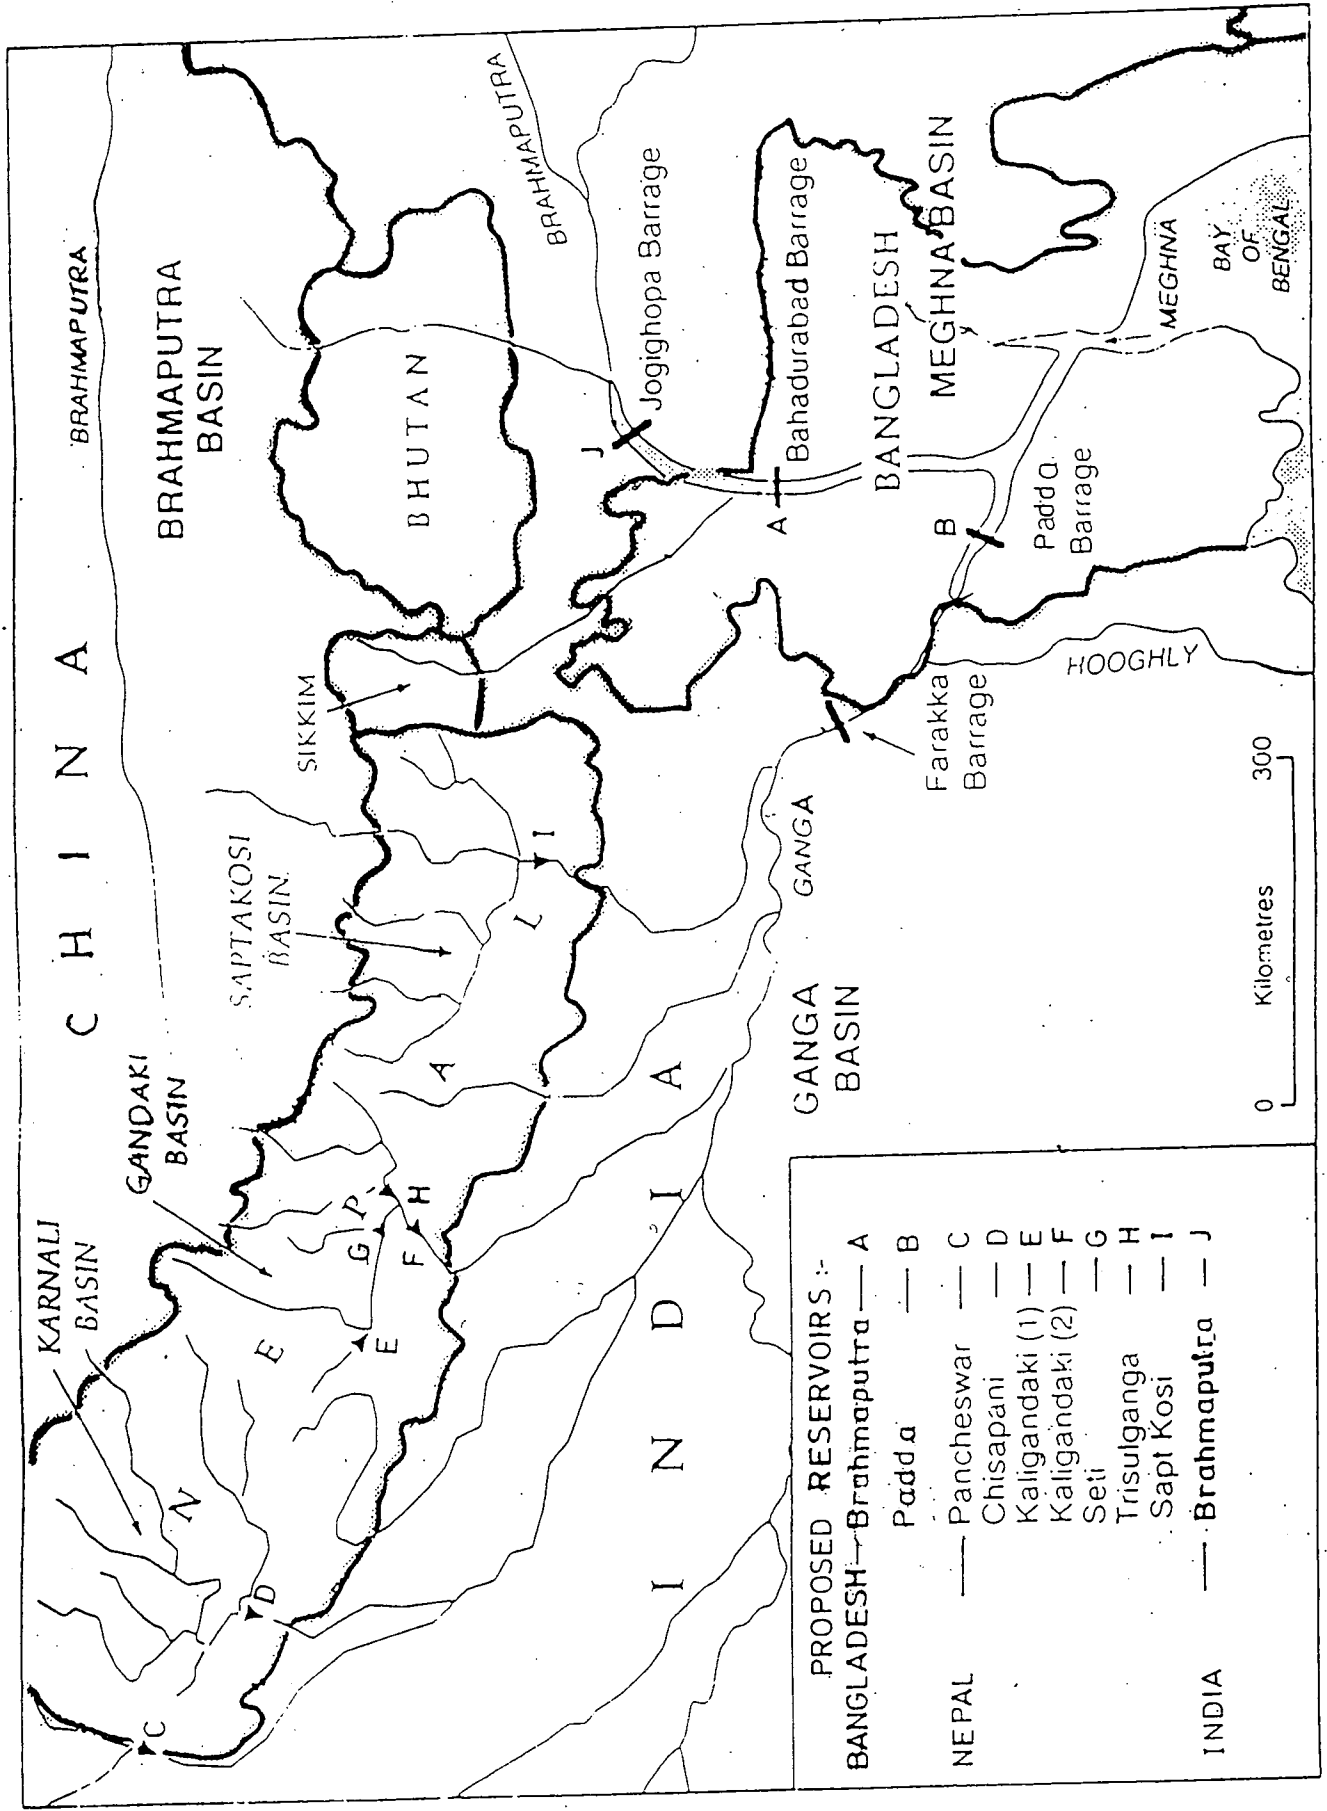 C H I N A
BRAHMAPUTRA
BRAHMAPUTRA
BASIN
KARNALI
BASIN
GANDAKI
BASIN
SAPTAKOSI
BASIN
SIKKIM
BHUTAN
BRAHMAPUTRA
N E P A L
C
D
E
F
G
H
I
J
Jogighopa Barrage
A
Bahadurabad Barrage
BANGLADESH
MEGHNA BASIN
B
Padda
Barrage
I N D I A
GANGA
GANGA
BASIN
Farakka
Barrage
HOOGHLY
MEGHNA
BAY
OF
BENGAL
0 300
Kilometres
PROPOSED RESERVOIRS :-
BANGLADESH — Brahmaputra — A
Padda — B
NEPAL — Pancheswar — C
Chisapani — D
Kaligandaki (1) — E
Kaligandaki (2) — F
Seti — G
Trisulganga — H
Sapt Kosi — I
INDIA — Brahmaputra — J